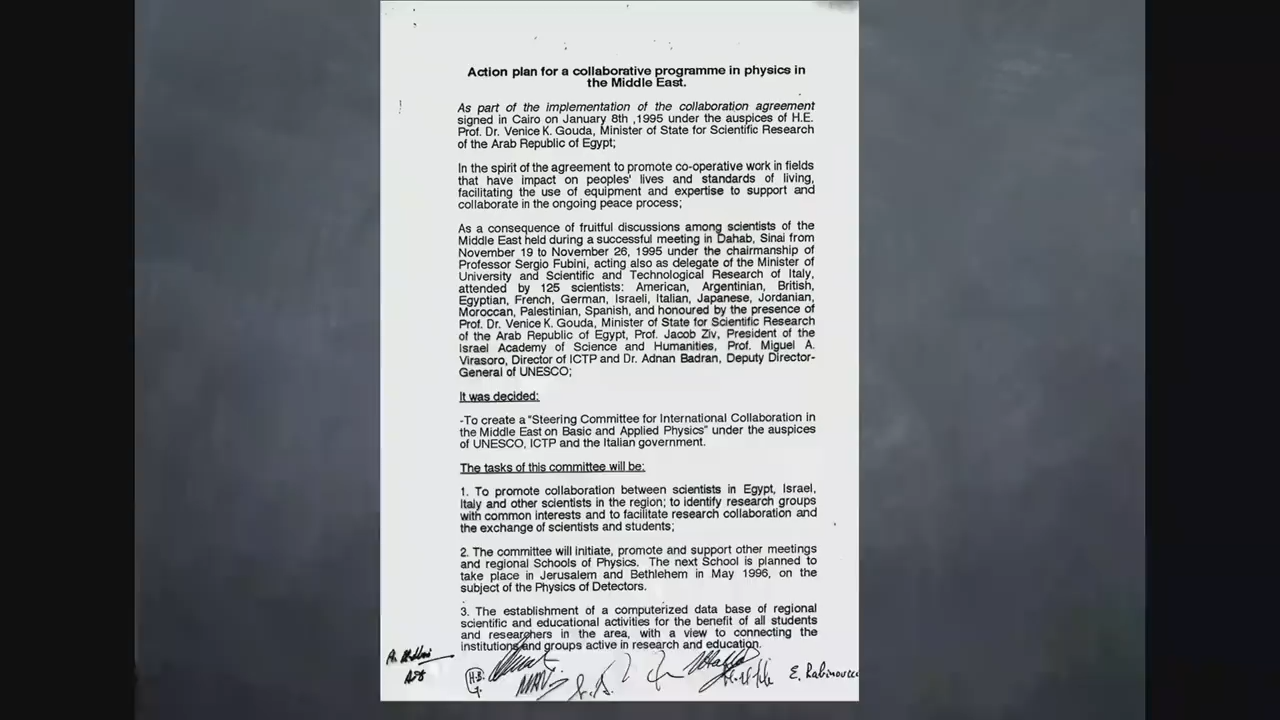 Action plan for a collaborative programme in physics in
the Middle East.
As part of the implementation of the collaboration agreement
signed in Cairo on January 8th ,1995 under the auspices of H.E.
Prof. Dr. Venice K. Gouda, Minister of State for Scientific Research
of the Arab Republic of Egypt;
In the spirit of the agreement to promote co-operative work in fields
that have impact on peoples' lives and standards of living,
facilitating the use of equipment and expertise to support and
collaborate in the ongoing peace process;
As a consequence of fruitful discussions among scientists of the
Middle East held during a successful meeting in Dahab, Sinai from
November 19 to November 26, 1995 under the chairmanship of
Professor Sergio Fubini, acting also as delegate of the Minister of
University and Scientific and Technological Research of Italy,
attended by 125 scientists: American, Argentinian, British,
Egyptian, French, German, Israeli, Italian, Japanese, Jordanian,
Moroccan, Palestinian, Spanish, and honoured by the presence of
Prof. Dr. Venice K. Gouda, Minister of State for Scientific Research
of the Arab Republic of Egypt, Prof. Jacob Ziv, President of the
Israel Academy of Science and Humanities, Prof. Miguel A.
Virasoro, Director of ICTP and Dr. Adnan Badran, Deputy Director-
General of UNESCO;
It was decided:
-To create a "Steering Committee for International Collaboration in
the Middle East on Basic and Applied Physics" under the auspices
of UNESCO, ICTP and the Italian government.
The tasks of this committee will be:
1. To promote collaboration between scientists in Egypt, Israel,
Italy and other scientists in the region; to identify research groups
with common interests and to facilitate research collaboration and
the exchange of scientists and students;
2. The committee will initiate, promote and support other meetings
and regional Schools of Physics. The next School is planned to
take place in Jerusalem and Bethlehem in May 1996, on the
subject of the Physics of Detectors.
3. The establishment of a computerized data base of regional
scientific and educational activities for the benefit of all students
and researchers in the area, with a view to connecting the
institutions and groups active in research and education.
H.B.
E. Rabinovic